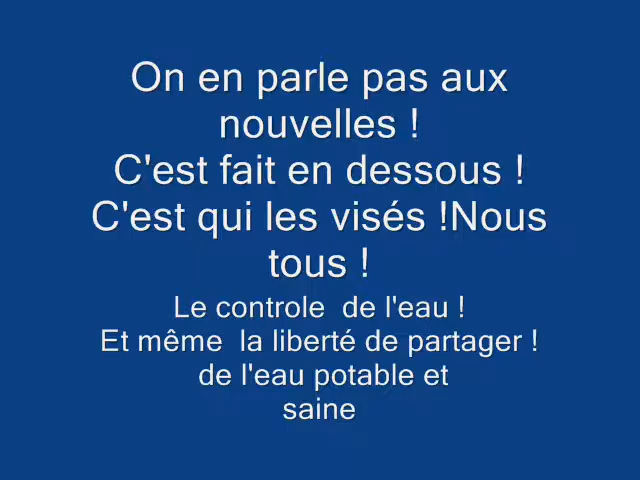 On en parle pas aux
nouvelles !
C'est fait en dessous !
C'est qui les visés !Nous
tous !
Le controle  de l'eau !
Et même  la liberté de partager !
de l'eau potable et
saine